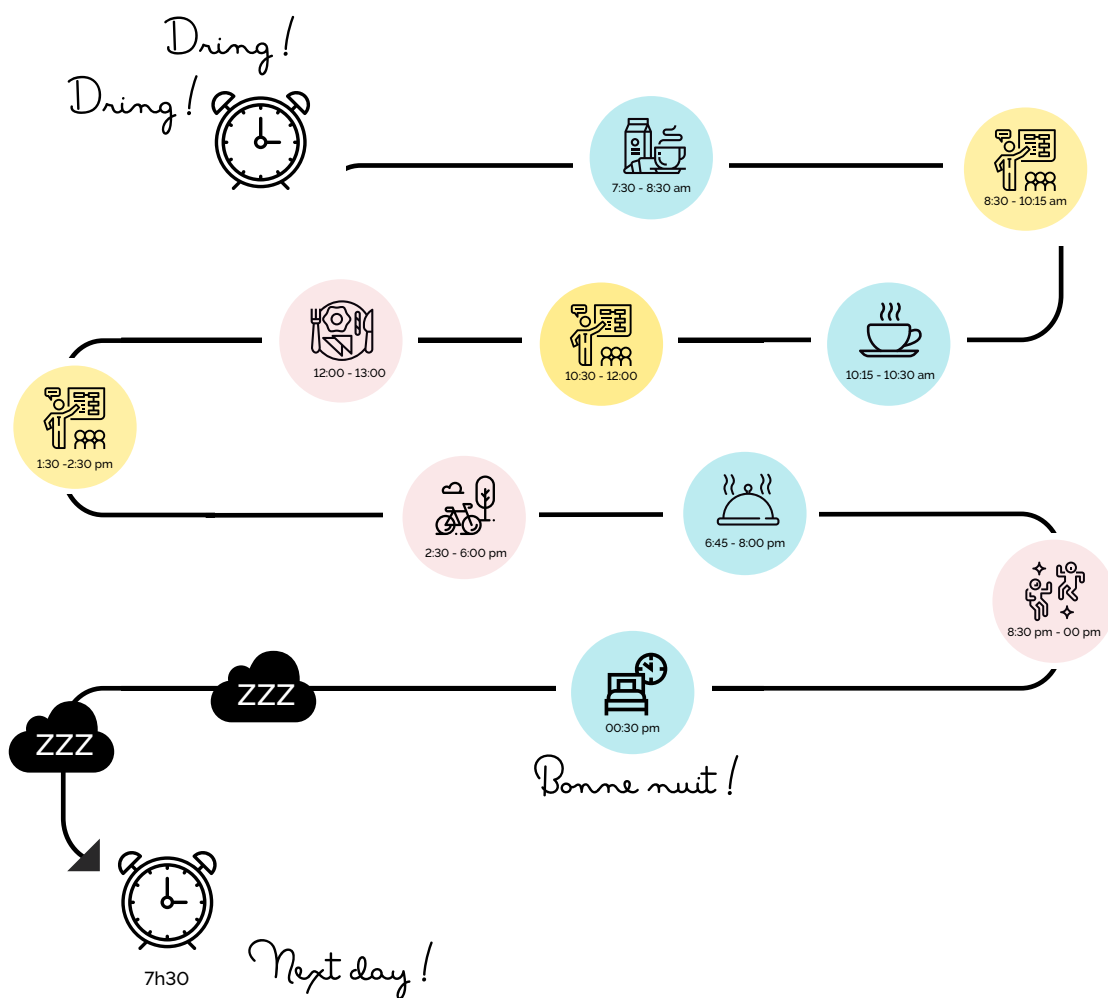 Dring !
Dring !
7:30 - 8:30 am
8:30 - 10:15 am
10:15 - 10:30 am
10:30 - 12:00
12:00 - 13:00
1:30 -2:30 pm
2:30 - 6:00 pm
6:45 - 8:00 pm
8:30 pm - 00 pm
00:30 pm
Bonne nuit !
ZZZ
ZZZ
7h30
Next day !